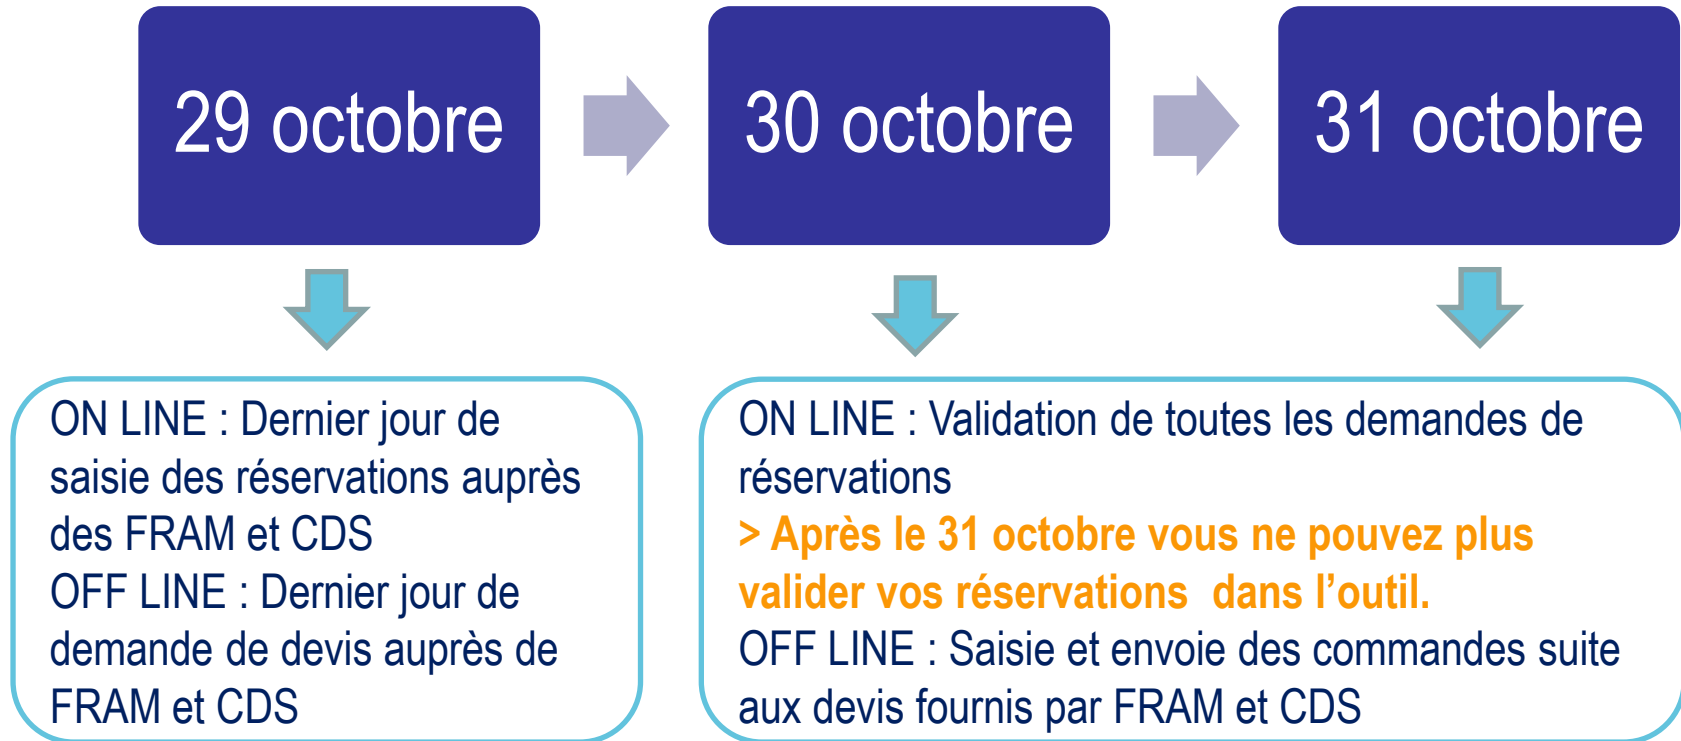 29 octobre
30 octobre
31 octobre
ON LINE : Dernier jour de
saisie des réservations auprès
des FRAM et CDS
OFF LINE : Dernier jour de
demande de devis auprès de
FRAM et CDS
ON LINE : Validation de toutes les demandes de
réservations
> Après le 31 octobre vous ne pouvez plus
valider vos réservations  dans l’outil.
OFF LINE : Saisie et envoie des commandes suite
aux devis fournis par FRAM et CDS